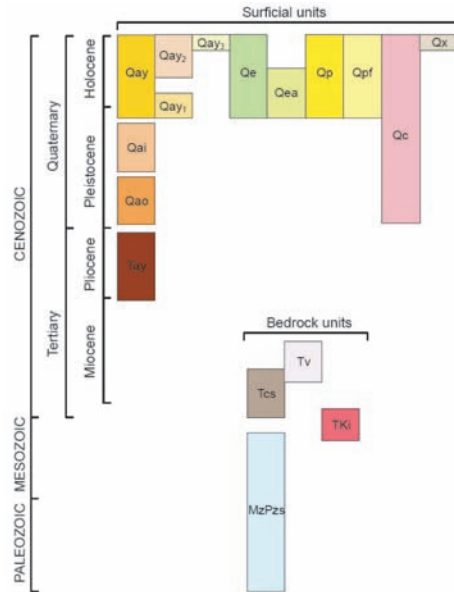 Surficial units
Qay
Qay2
Qay3
Qay1
Qe
Qea
Qp
Qpf
Qc
Qx
Qai
Qao
Tay
CENOZOIC
Quaternary
Tertiary
Holocene
Pleistocene
Pliocene
Miocene
Bedrock units
Tv
Tcs
TKi
MzPzs
MESOZOIC
PALEOZOIC